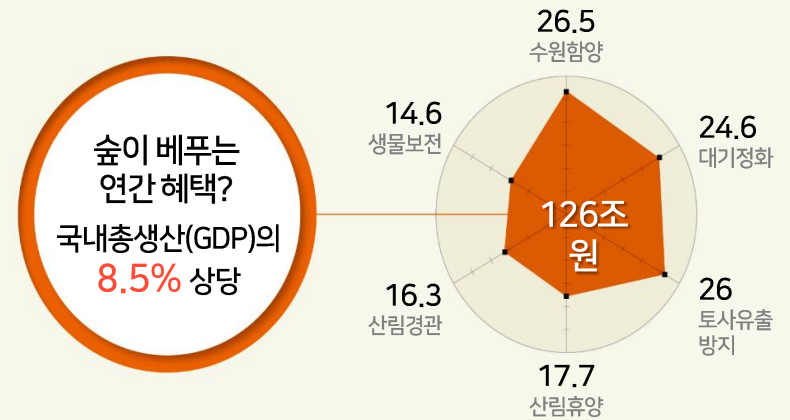 숲이 베푸는
연간 혜택?
국내총생산(GDP)의
8.5% 상당
26.5
수원함양
24.6
대기정화
26
토사유출
방지
17.7
산림휴양
16.3
산림경관
14.6
생물보전
126조
원